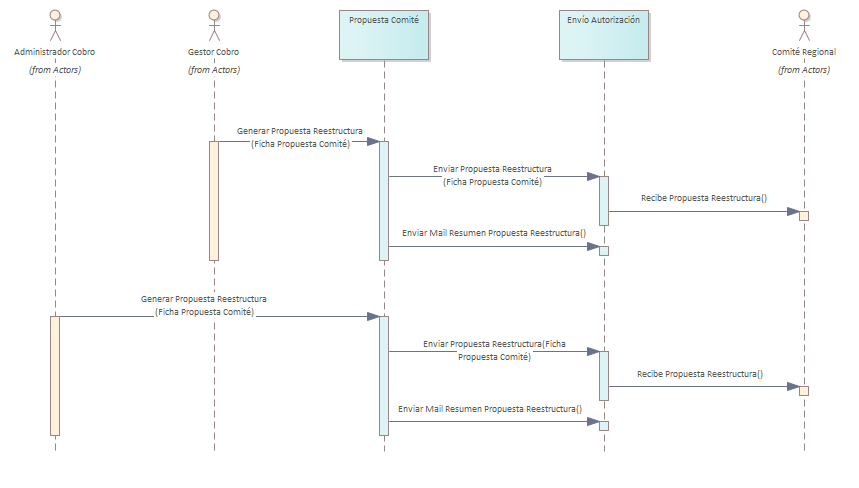 Administrador Cobro
(from Actors)
Gestor Cobro
(from Actors)
Propuesta Comité
Envío Autorización
Comité Regional
(from Actors)
Generar Propuesta Reestructura
(Ficha Propuesta Comité)
Enviar Propuesta Reestructura
(Ficha Propuesta Comité)
Recibe Propuesta Reestructura()
Enviar Mail Resumen Propuesta Reestructura()
Generar Propuesta Reestructura
(Ficha Propuesta Comité)
Enviar Propuesta Reestructura(Ficha
Propuesta Comité)
Recibe Propuesta Reestructura()
Enviar Mail Resumen Propuesta Reestructura()